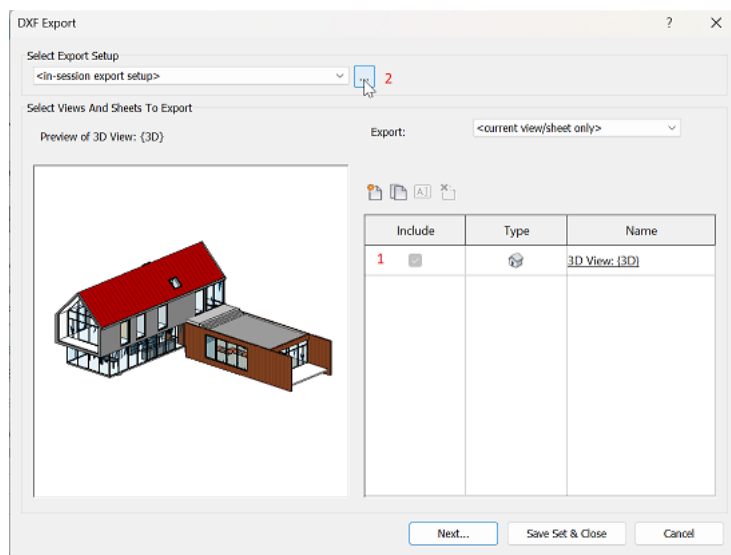 DXF Export
?
Select Export Setup
<in-session export setup>
...
2
Select Views And Sheets To Export
Preview of 3D View: {3D}
Export:
<current view/sheet only>
Include
Type
Name
1
3D View: {3D}
Next...
Save Set & Close
Cancel